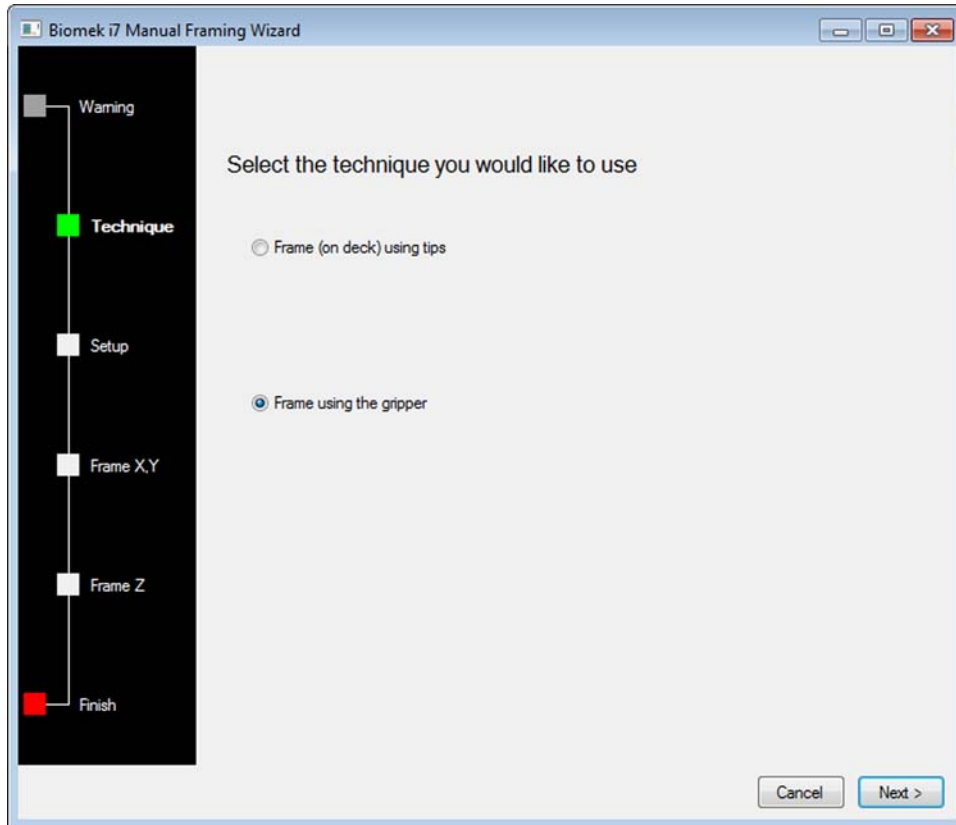 Biomek i7 Manual Framing Wizard
Warning
Select the technique you would like to use
Technique
Frame (on deck) using tips
Setup
Frame using the gripper
Frame X,Y
Frame Z
Finish
Cancel
Next >